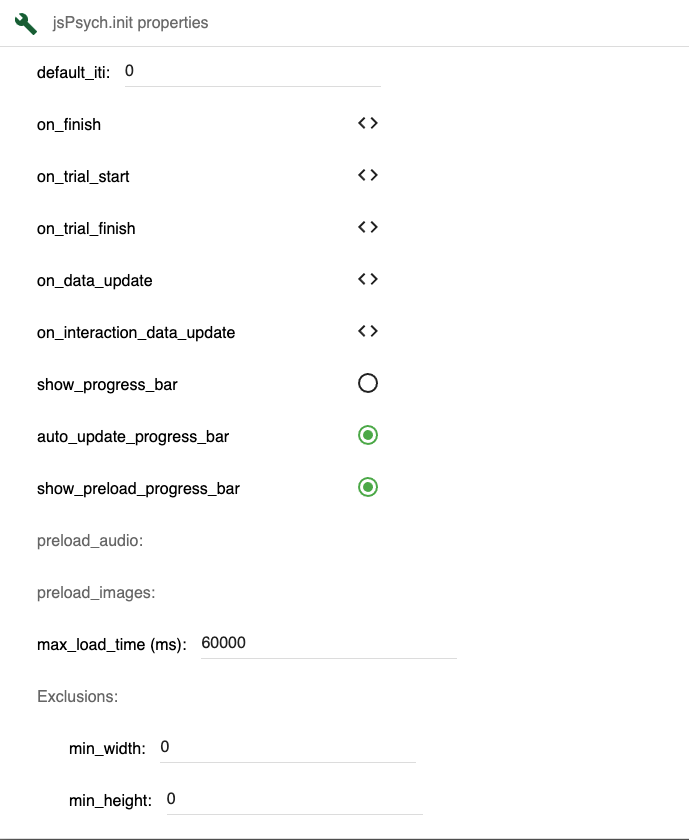 jsPsych.init properties
default_iti: 0
on_finish
on_trial_start
on_trial_finish
on_data_update
on_interaction_data_update
show_progress_bar
auto_update_progress_bar
show_preload_progress_bar
preload_audio:
preload_images:
max_load_time (ms): 60000
Exclusions:
min_width: 0
min_height: 0